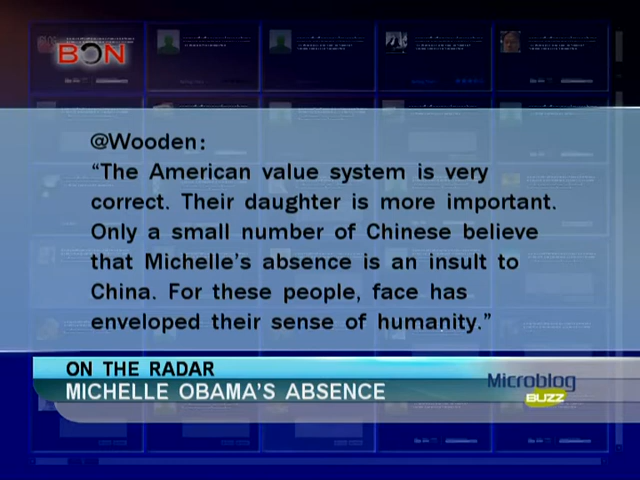 BON
@Wooden:
“The American value system is very
correct. Their daughter is more important.
Only a small number of Chinese believe
that Michelle’s absence is an insult to
China. For these people, face has
enveloped their sense of humanity.”
ON THE RADAR
MICHELLE OBAMA’S ABSENCE
Microblog
BUZZ